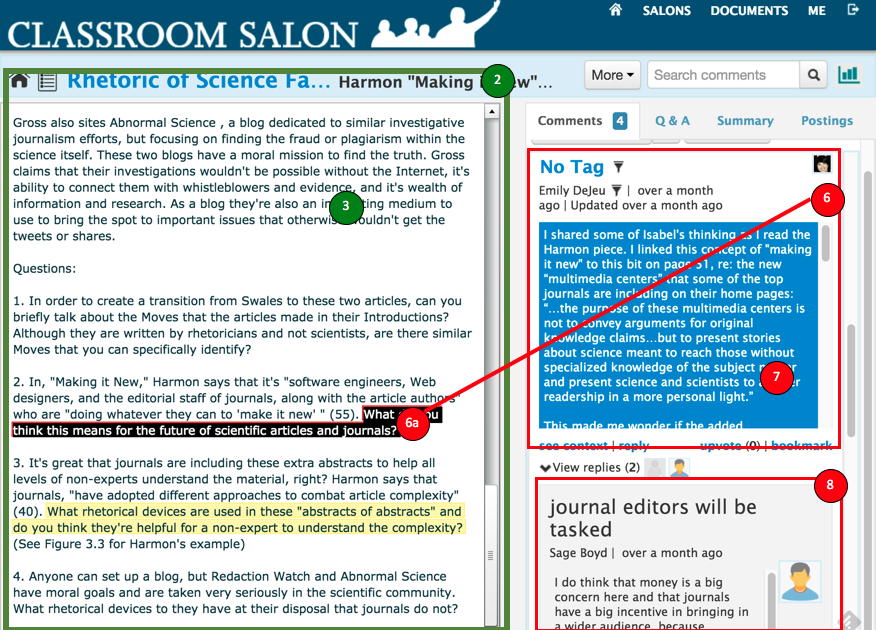 CLASSROOM SALON
SALONS DOCUMENTS ME
Rhetoric of Science Fa... Harmon "Making ew"...
2
More
Search comments
Comments 4
Q & A
Summary
Postings
Gross also sites Abnormal Science , a blog dedicated to similar investigative
journalism efforts, but focusing on finding the fraud or plagiarism within the
science itself. These two blogs have a moral mission to find the truth. Gross
claims that their investigations wouldn't be possible without the Internet, it's
ability to connect them with whistleblowers and evidence, and it's wealth of
information and research. As a blog they're also an in ting medium to
use to bring the spot to important issues that otherwis ouldn't get the
tweets or shares.
3
Questions:
1. In order to create a transition from Swales to these two articles, can you
briefly talk about the Moves that the articles made in their Introductions?
Although they are written by rhetoricians and not scientists, are there similar
Moves that you can specifically identify?
2. In, "Making it New," Harmon says that it's "software engineers, Web
designers, and the editorial staff of journals, along with the article authors"
who are "doing whatever they can to 'make it new' " (55). What you
think this means for the future of scientific articles and journals?
6a
3. It's great that journals are including these extra abstracts to help all
levels of non-experts understand the material, right? Harmon says that
journals, "have adopted different approaches to combat article complexity"
(40). What rhetorical devices are used in these "abstracts of abstracts" and
do you think they're helpful for a non-expert to understand the complexity?
(See Figure 3.3 for Harmon's example)
4. Anyone can set up a blog, but Redaction Watch and Abnormal Science
have moral goals and are taken very seriously in the scientific community.
What rhetorical devices to they have at their disposal that journals do not?
No Tag
Emily DeJeu | over a month
ago | Updated over a month ago
6
I shared some of Isabel's thinking as I read the
Harmon piece. I linked this concept of "making
it new" to this bit on page 51, re: the new
"multimedia centers" that some of the top
journals are including on their home pages:
"...the purpose of these multimedia centers is
not to convey arguments for original
knowledge claims...but to present stories
about science meant to reach those without
specialized knowledge of the subject m er
and present science and scientists to a er
readership in a more personal light."
7
This made me wonder if the added
see context | reply
upvote (0) | bookmark
View replies (2)
8
journal editors will be
tasked
Sage Boyd | over a month ago
I do think that money is a big
concern here and that journals
have a big incentive in bringing in
a wider audience, because